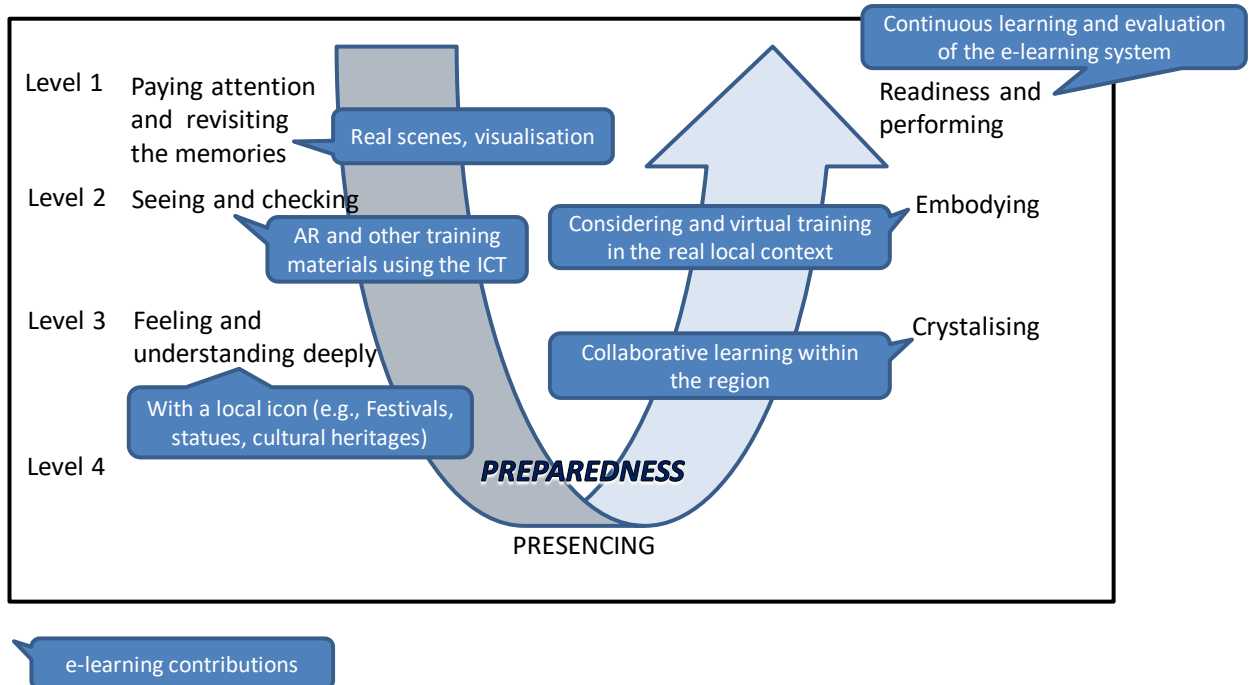 Continuous learning and evaluation
of the e-learning system
Level 1
Paying attention
and revisiting
the memories
Real scenes, visualisation
Readiness and
performing
Level 2
Seeing and checking
AR and other training
materials using the ICT
Considering and virtual training
in the real local context
Embodying
Level 3
Feeling and
understanding deeply
Collaborative learning within
the region
Crystalising
With a local icon (e.g., Festivals,
statues, cultural heritages)
Level 4
PREPAREDNESS
PRESENCING
e-learning contributions